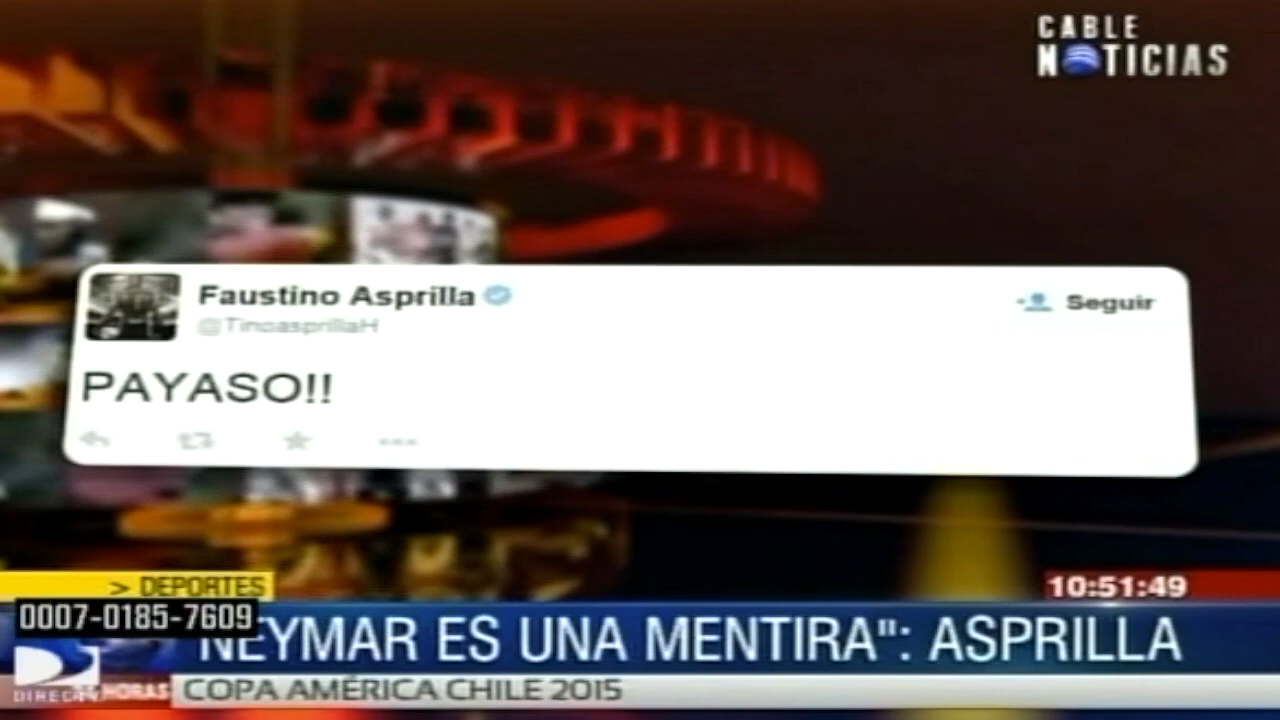 CABLE
NOTICIAS
Faustino Asprilla
@TinoasprillaH
Seguir
PAYASO!!
> DEPORTES
10:51:49
0007-0185-7609
NEYMAR ES UNA MENTIRA": ASPRILLA
HORAS
COPA AMÉRICA CHILE 2015